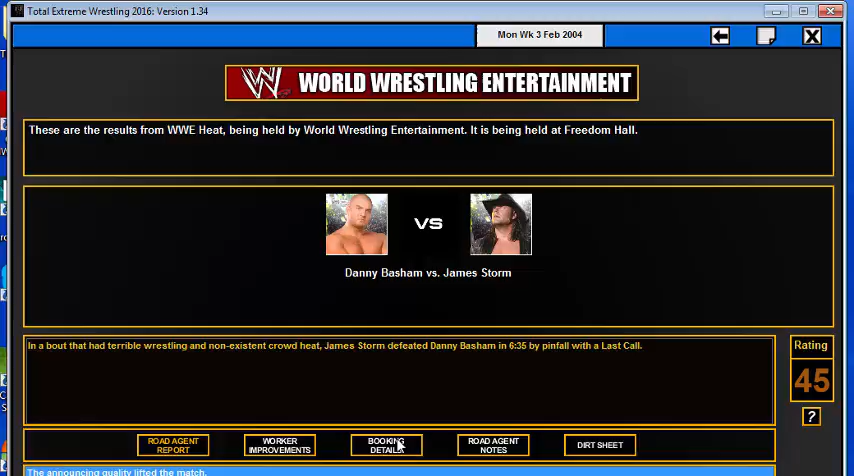 Total Extreme Wrestling 2016: Version 1.34
Mon Wk 3 Feb 2004
W WORLD WRESTLING ENTERTAINMENT
These are the results from WWE Heat, being held by World Wrestling Entertainment. It is being held at Freedom Hall.
VS
Danny Basham vs. James Storm
In a bout that had terrible wrestling and non-existent crowd heat, James Storm defeated Danny Basham in 6:35 by pinfall with a Last Call.
Rating
45
?
ROAD AGENT REPORT
WORKER IMPROVEMENTS
BOOKING DETAILS
ROAD AGENT NOTES
DIRT SHEET
The announcing quality lifted the match.